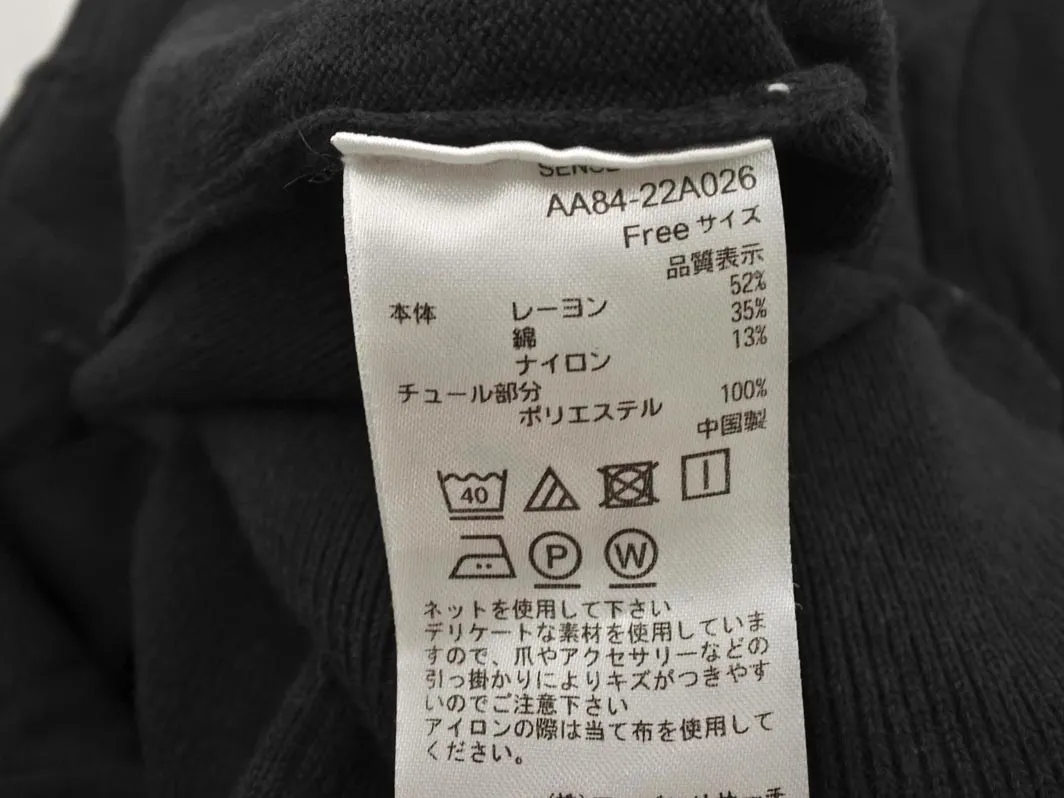 AA84-22A026
Freeサイズ
品質表示
本体 レーヨン 52%
綿 35%
ナイロン 13%
チュール部分
ポリエステル 100%
中国製
40
P W
ネットを使用して下さい
デリケートな素材を使用していま
すので、爪やアクセサリーなどの
引っ掛かりによりキズがつきやす
いのでご注意下さい
アイロンの際は当て布を使用して
ください。